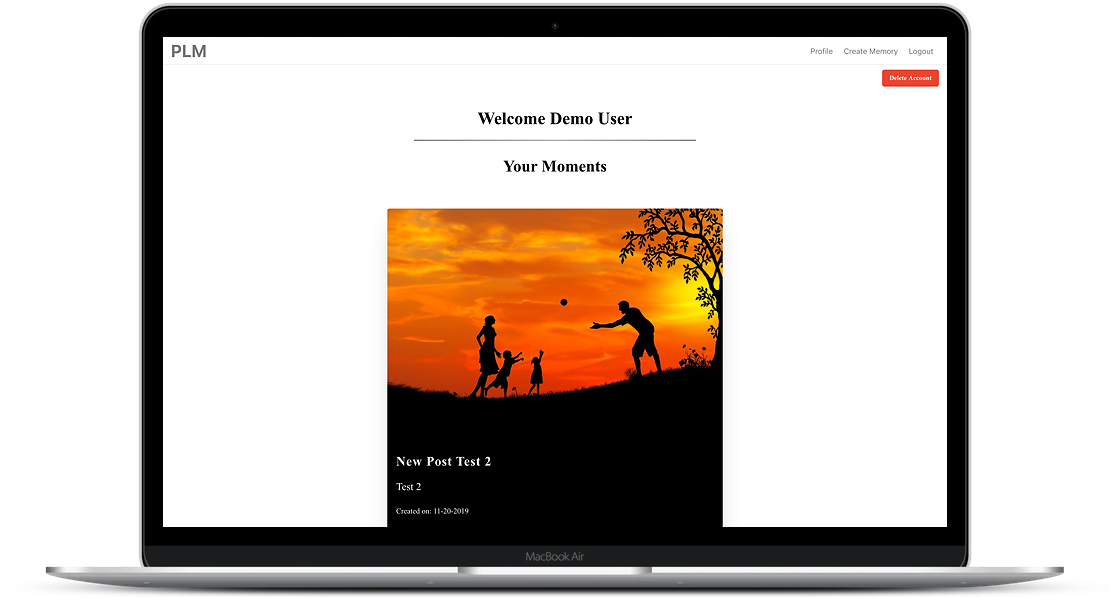 PLM
Profile Create Memory Logout
Delete Account
Welcome Demo User
Your Moments
New Post Test 2
Test 2
Created on: 11-20-2019
MacBook Air